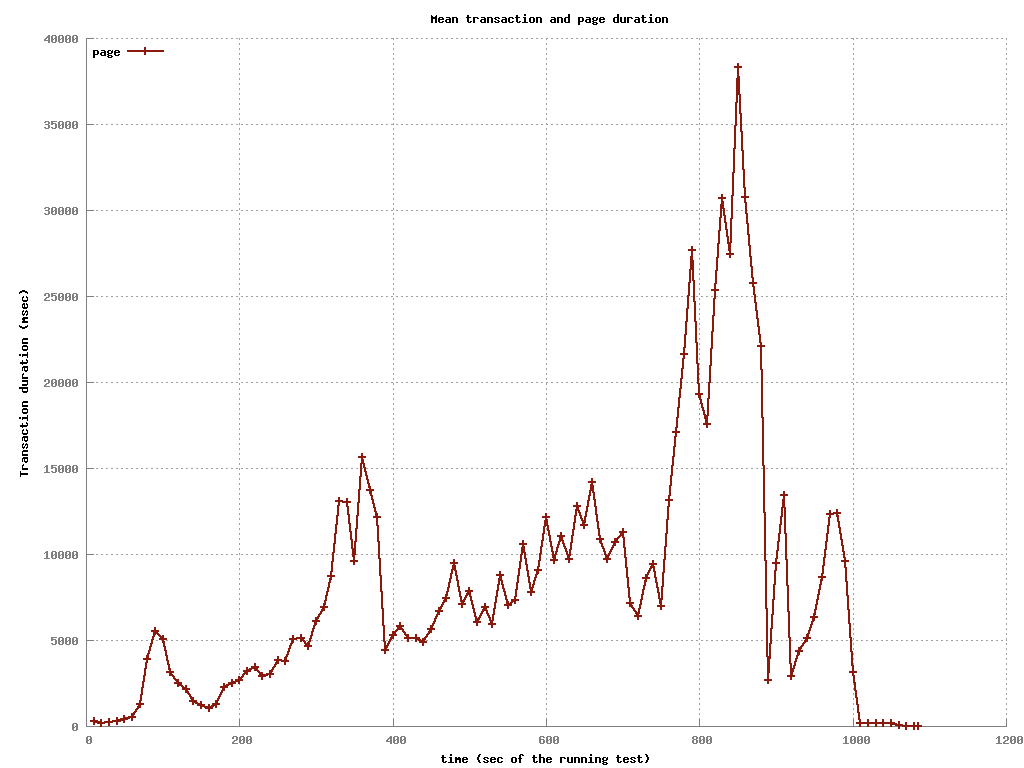 Mean transaction and page duration
page
40000
35000
30000
25000
20000
15000
10000
5000
0
Transaction duration (msec)
0 200 400 600 800 1000 1200
time (sec of the running test)